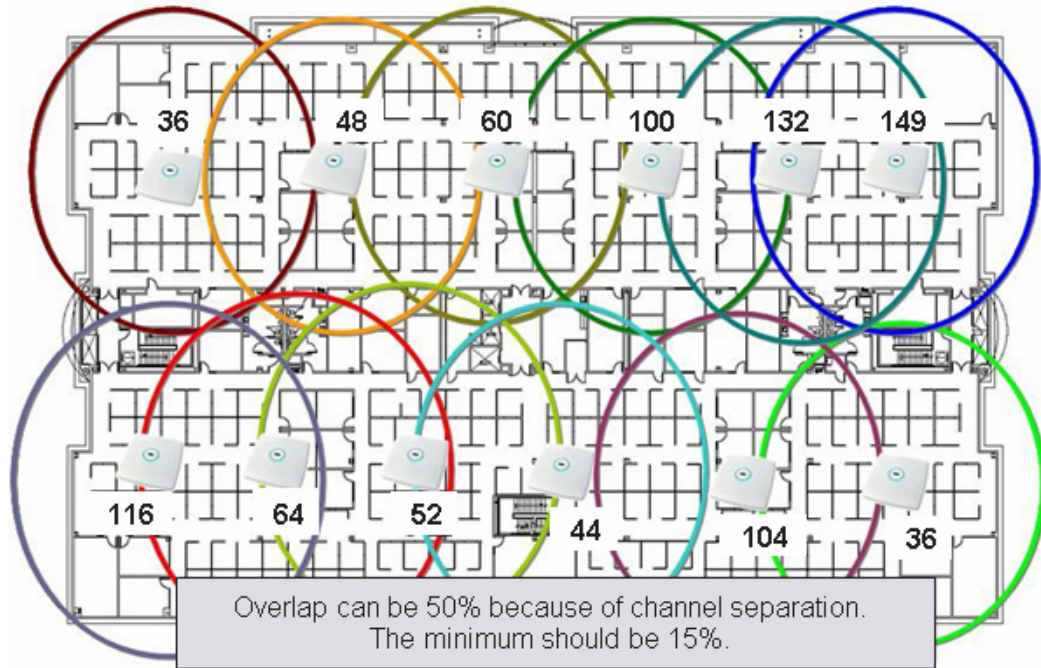 36 48 60 100 132 149
116 64 52 44 104 36
Overlap can be 50% because of channel separation.
The minimum should be 15%.